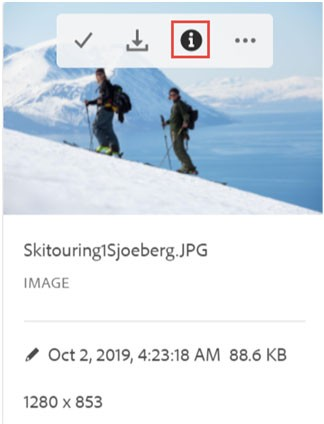 Skitouring1Sjoeberg.JPG
IMAGE
Oct 2, 2019, 4:23:18 AM 88.6 KB
1280 x 853